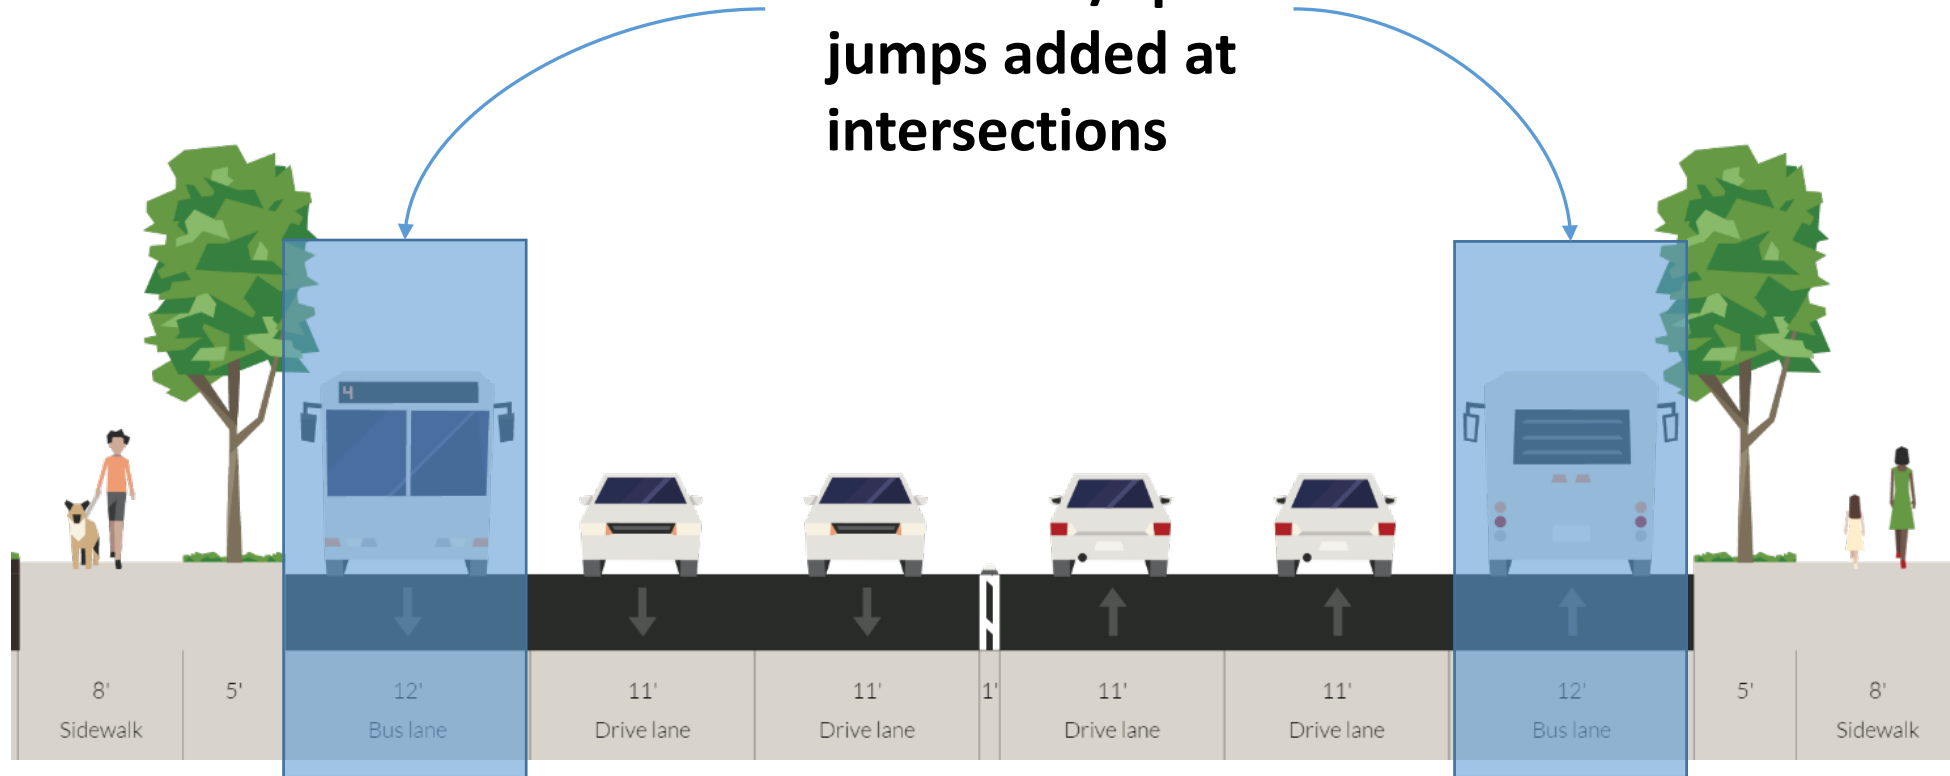 jumps added at
intersections
4
8' 5' 12' 11' 11' 1' 11' 11' 12' 5' 8'
Sidewalk Bus lane Drive lane Drive lane Drive lane Drive lane Bus lane Sidewalk